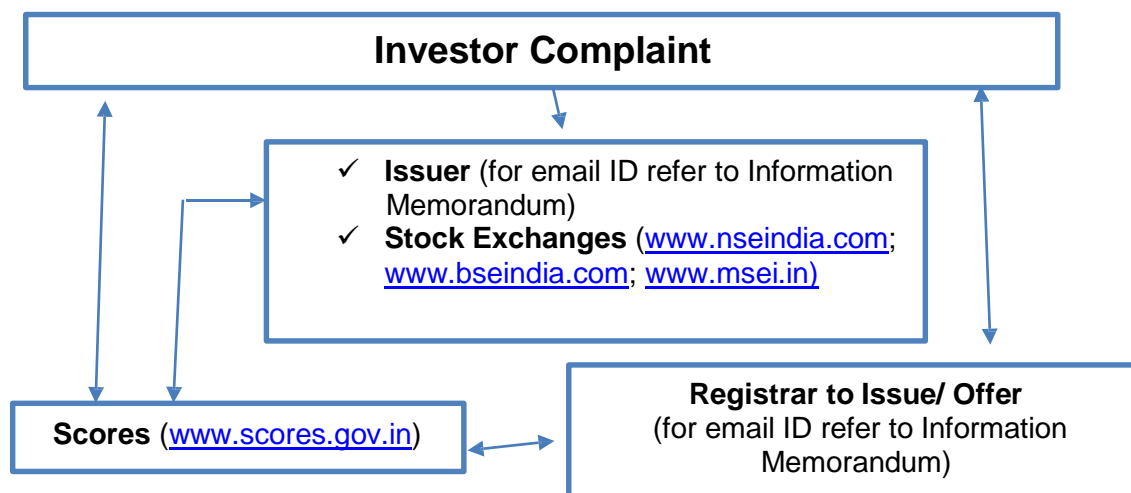 Investor Complaint
✓ Issuer (for email ID refer to Information
Memorandum)
✓ Stock Exchanges (www.nseindia.com;
www.bseindia.com; www.msei.in)
Registrar to Issue/ Offer
(for email ID refer to Information
Memorandum)
Scores (www.scores.gov.in)